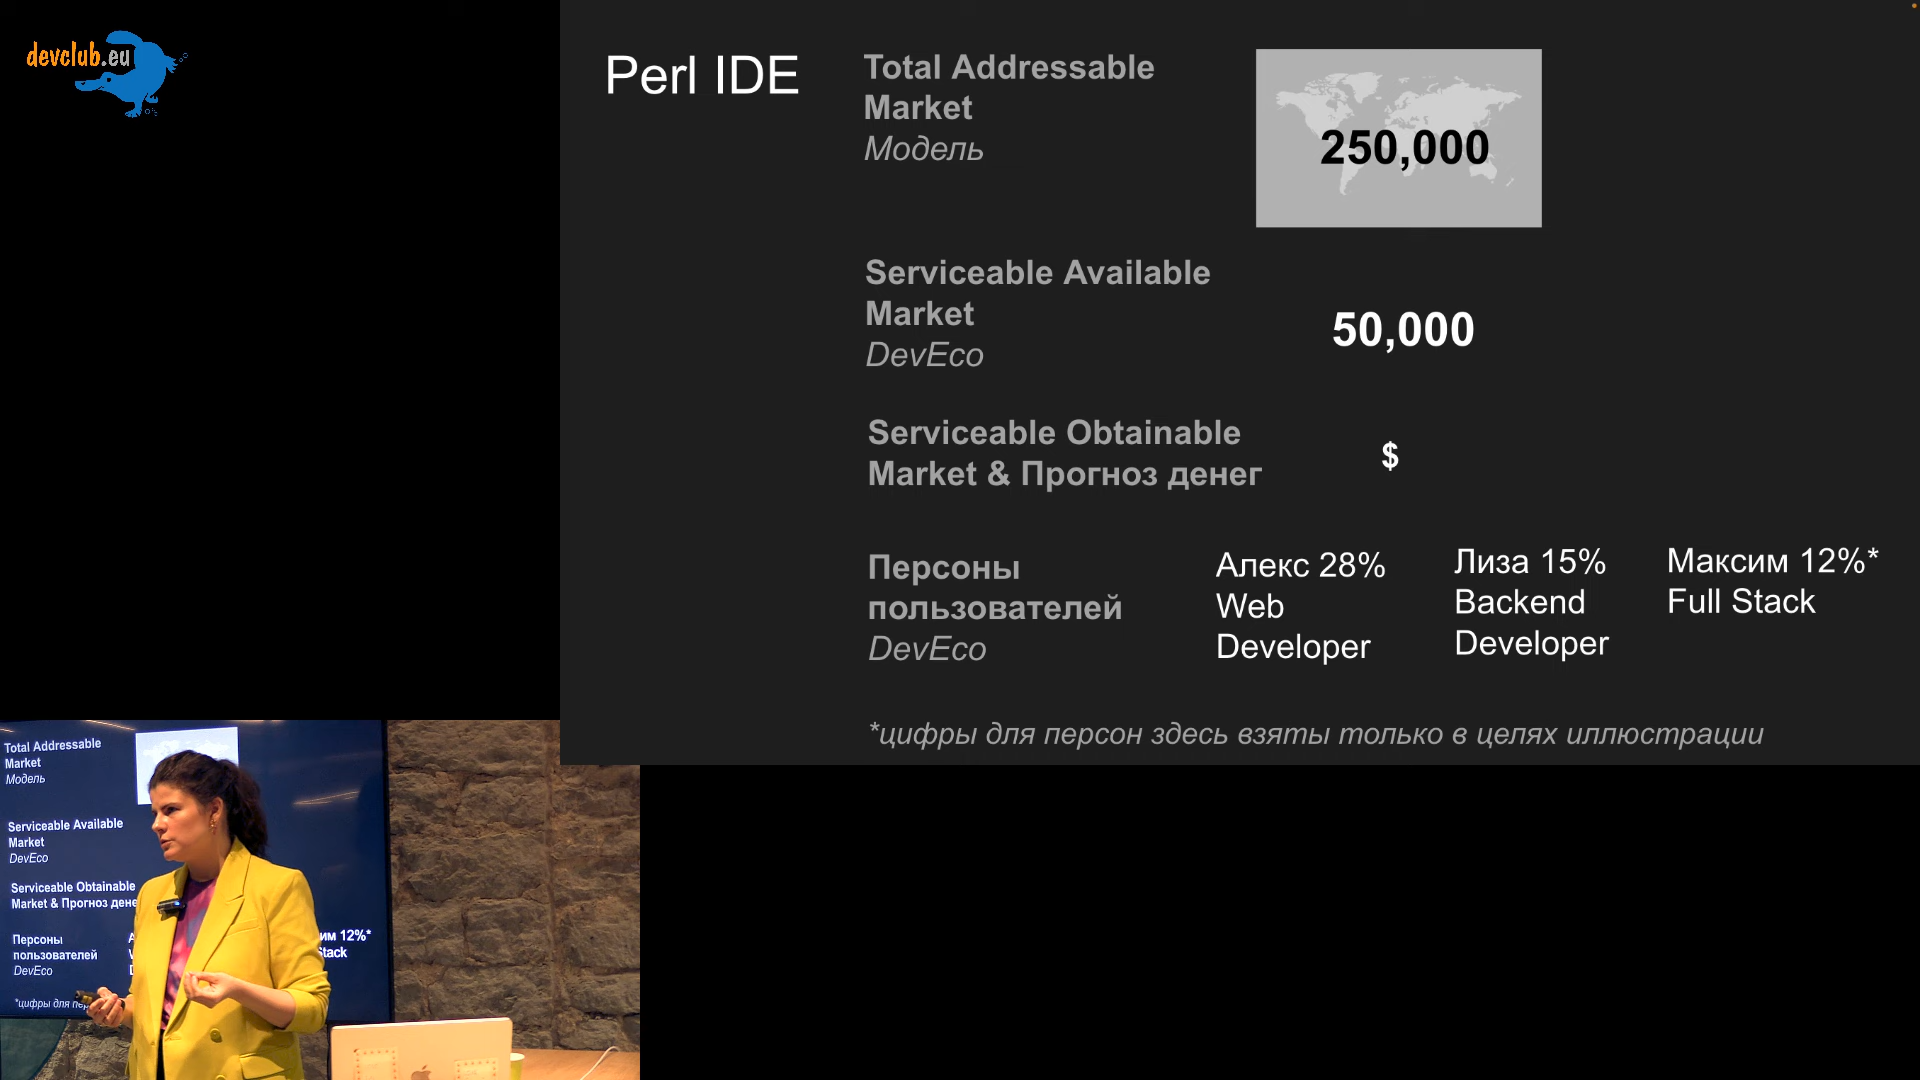 devclub.eu
Perl IDE
Total Addressable
Market
Модель
250,000
Serviceable Available
Market
DevEco
50,000
Serviceable Obtainable
Market & Прогноз денег
$
Персоны
пользователей
DevEco
Алекс 28%
Web
Developer
Лиза 15%
Backend
Developer
Максим 12%*
Full Stack
*цифры для персон здесь взяты только в целях иллюстрации
Total Addressable
Market
Модель
Serviceable Available
Market
DevEco
Serviceable Obtainable
Market & Прогноз
Персоны
пользователей
DevEco
12%*
*цифры для